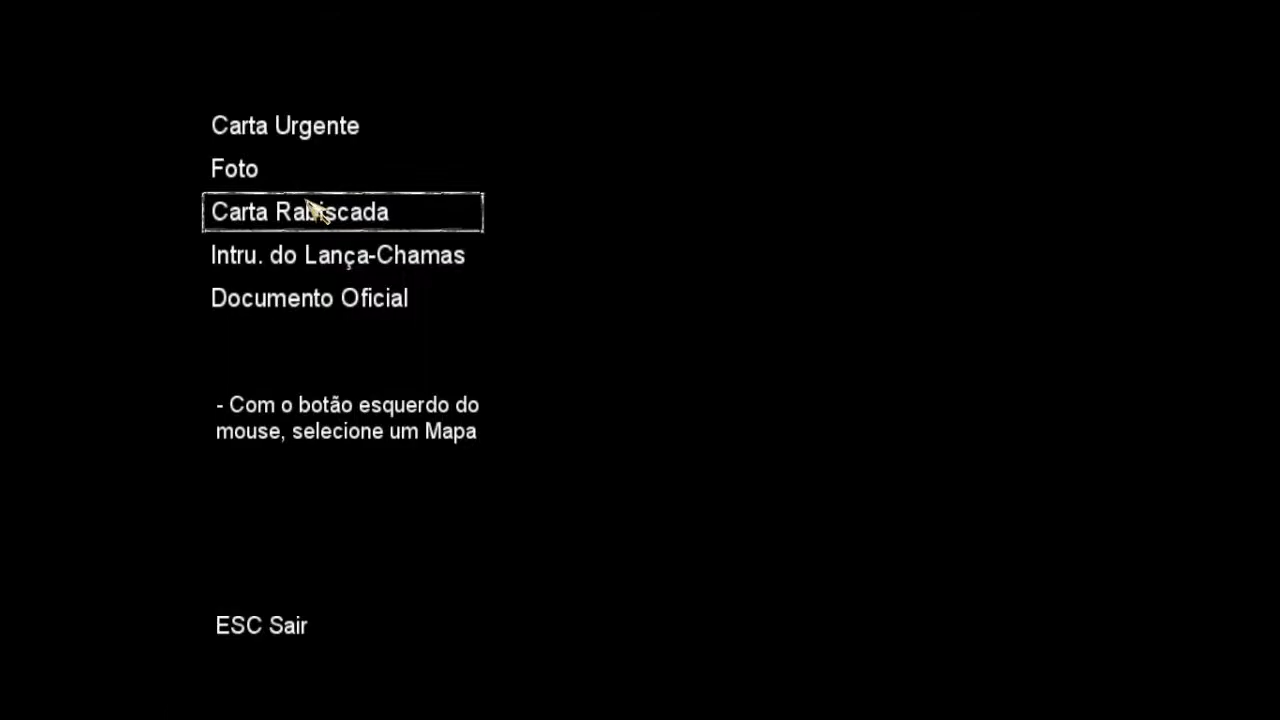 Carta Urgente
Foto
Carta Rabiscada
Intru. do Lança-Chamas
Documento Oficial
- Com o botão esquerdo do
mouse, selecione um Mapa
ESC Sair